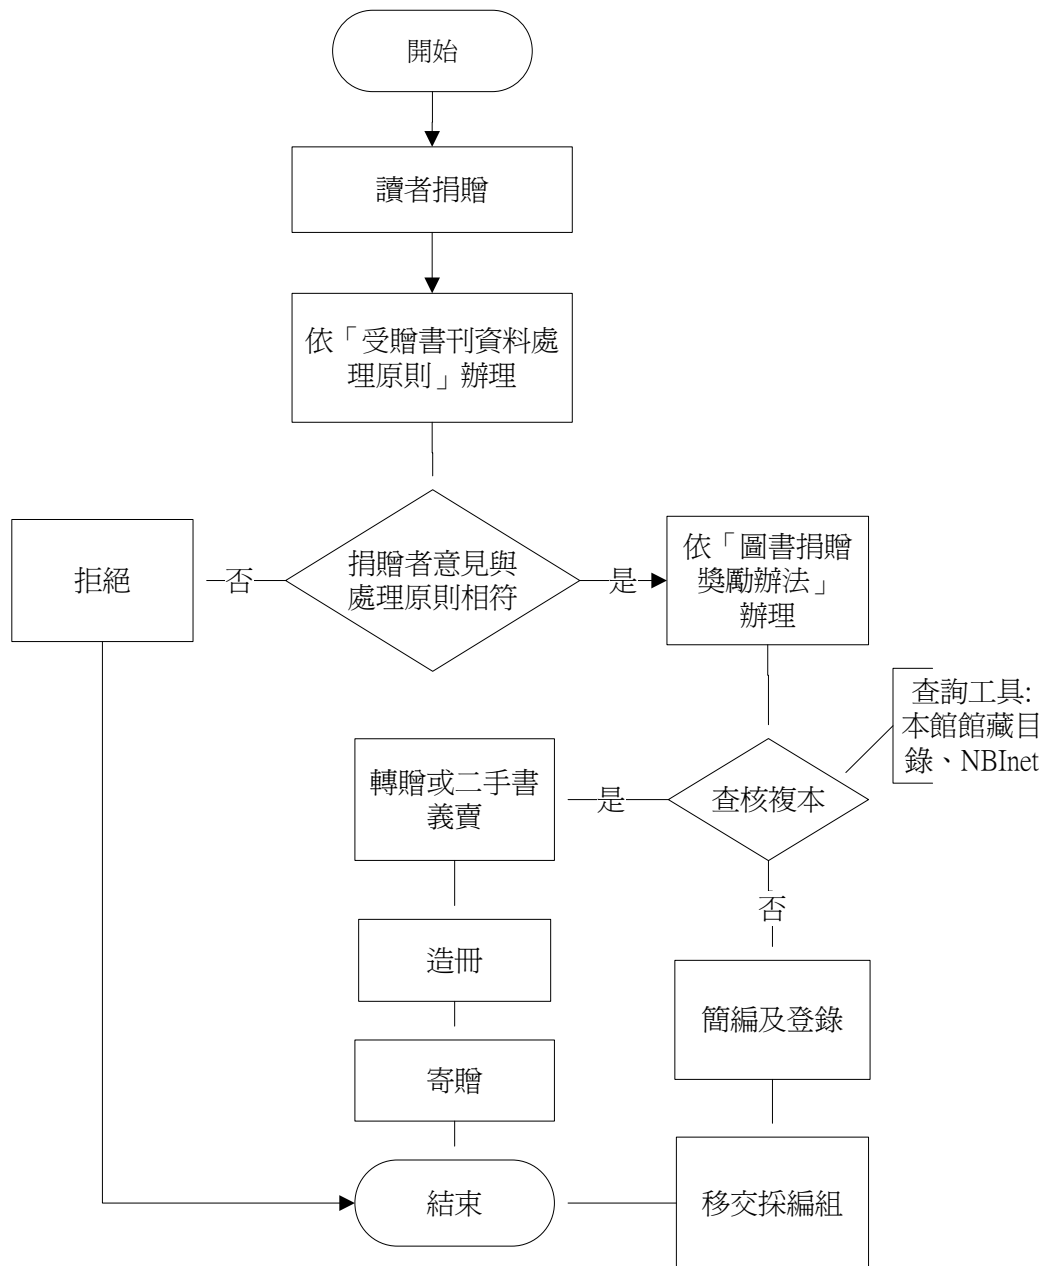 開始
讀者捐贈
依「受贈書刊資料處
理原則」辦理
拒絕
否
捐贈者意見與
處理原則相符
是
依「圖書捐贈
獎勵辦法」
辦理
查詢工具:
本館館藏目
錄、NBInet
轉贈或二手書
義賣
是
查核複本
否
造冊
簡編及登錄
寄贈
結束
移交採編組